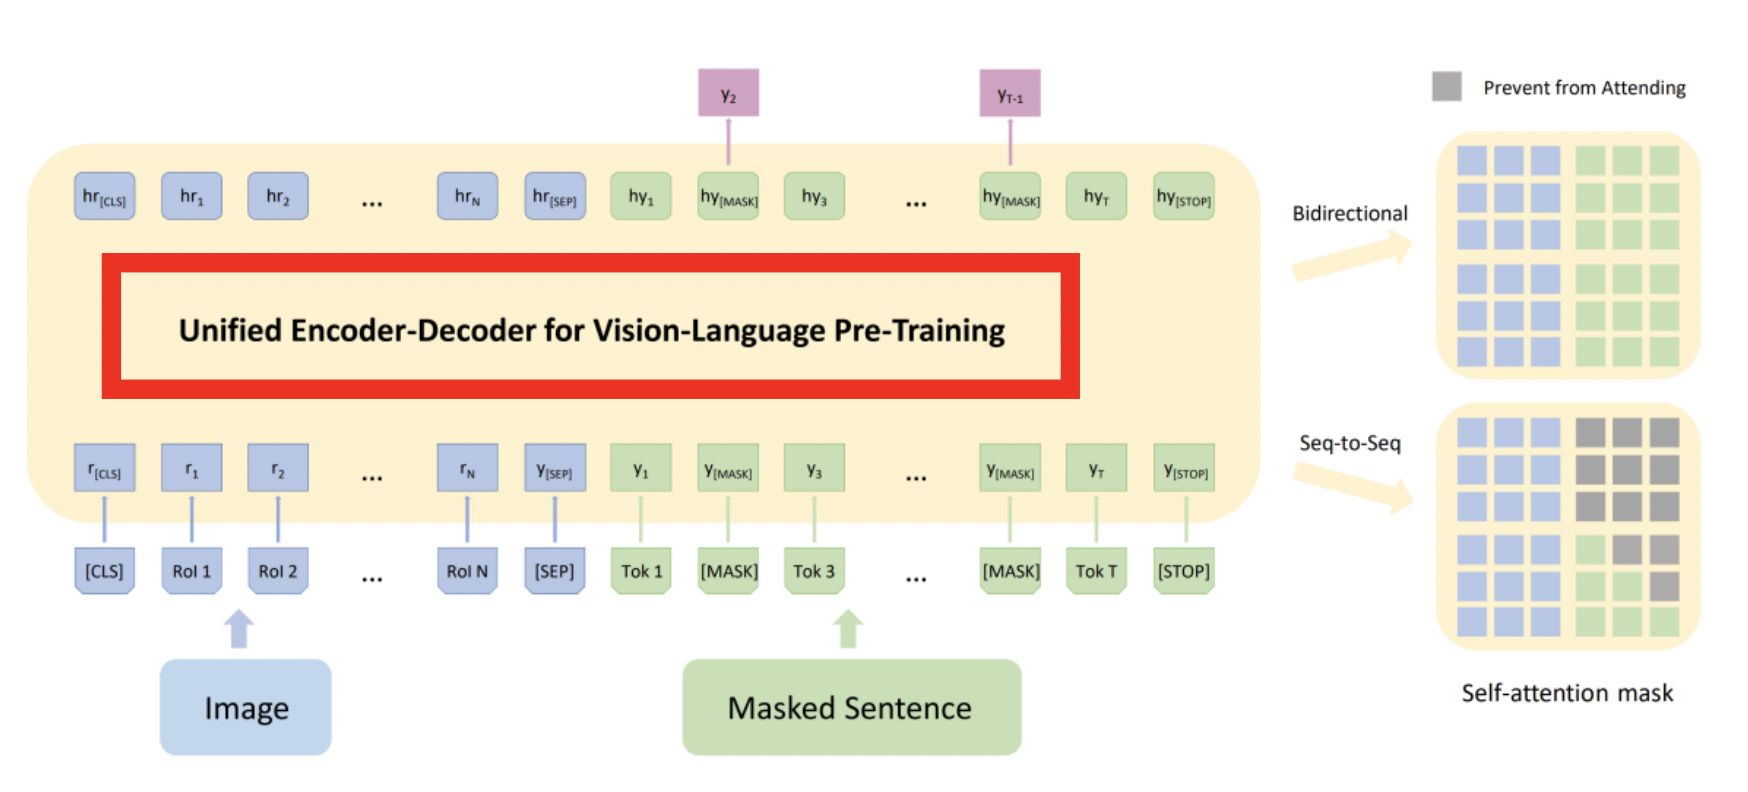 y2
yT-1
Prevent from Attending
hr[CLS] hr1 hr2 ... hrN hr[SEP] hy1 hy[MASK] hy3 ... hy[MASK] hyT hy[STOP]
Bidirectional
Unified Encoder-Decoder for Vision-Language Pre-Training
Seq-to-Seq
r[CLS] r1 r2 ... rN y[SEP] y1 y[MASK] y3 ... y[MASK] yT y[STOP]
[CLS] RoI 1 RoI 2 ... RoI N [SEP] Tok 1 [MASK] Tok 3 ... [MASK] Tok T [STOP]
Self-attention mask
Image
Masked Sentence